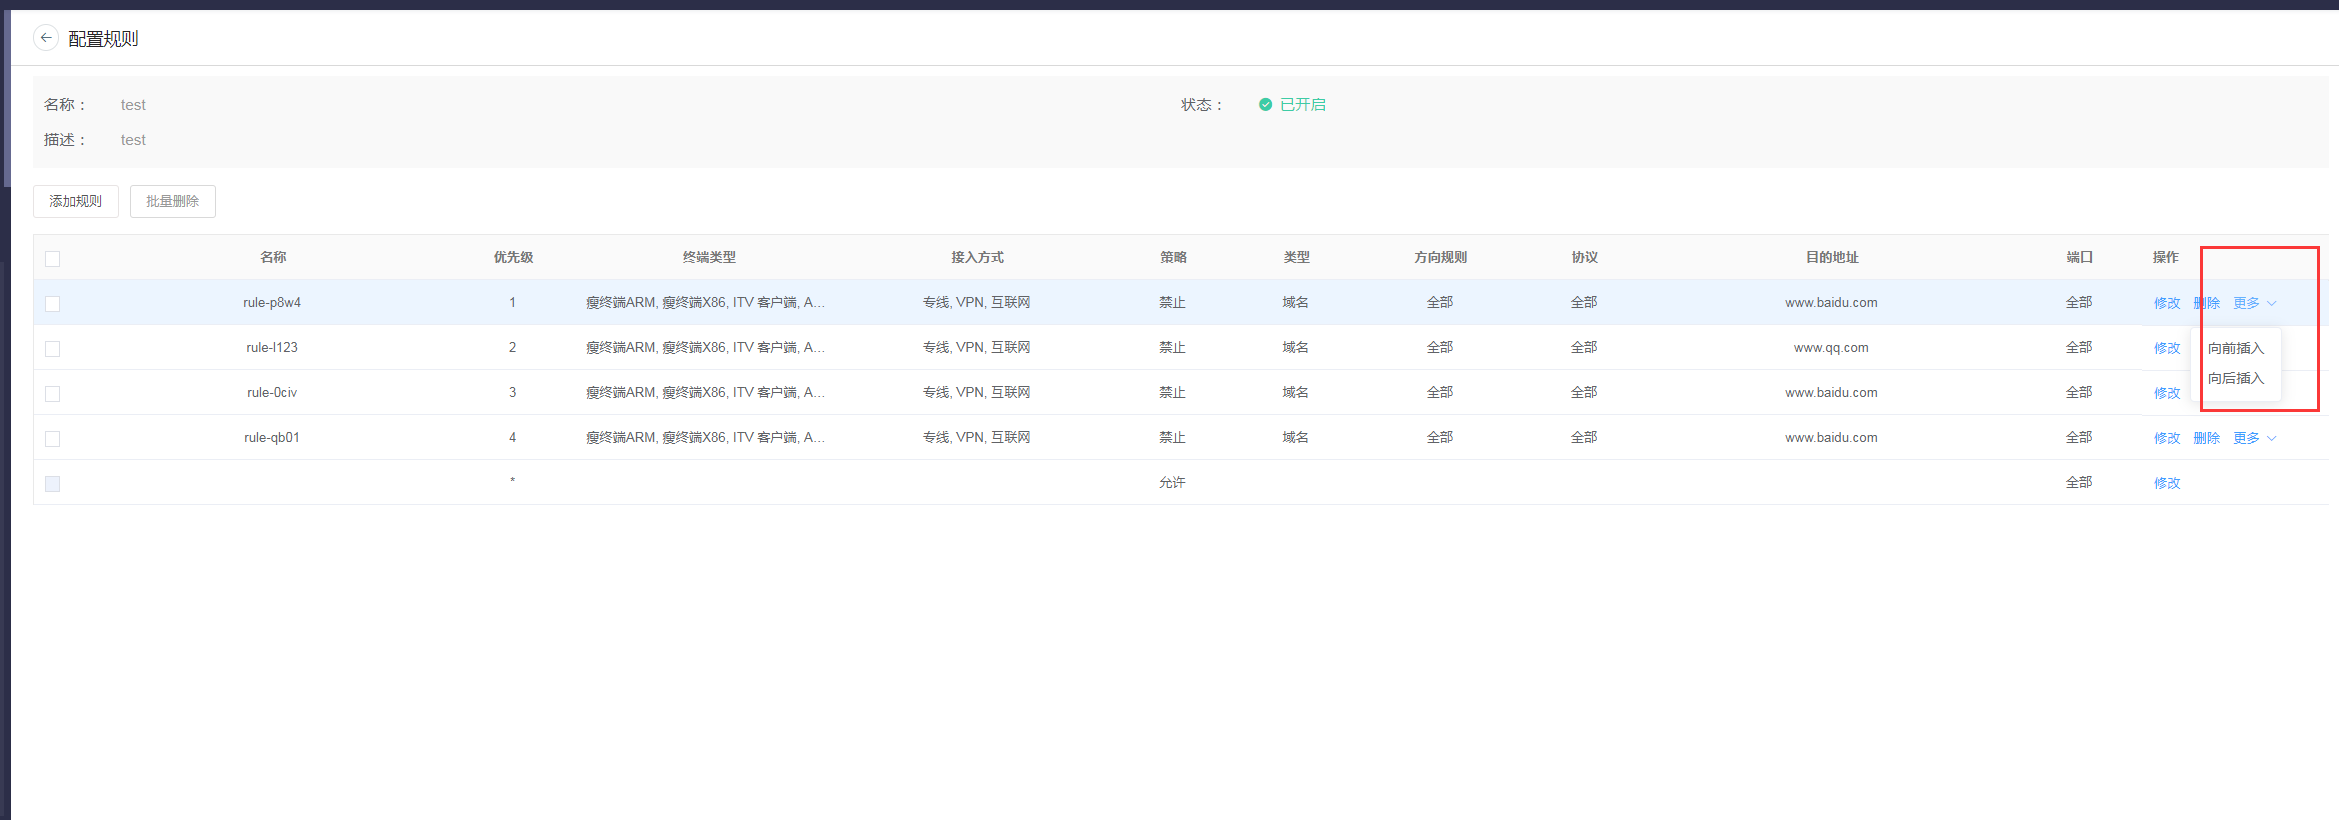 配置规则
名称： test 状态： 已开启
描述： test
添加规则 批量删除
名称 优先级 终端类型 接入方式 策略 类型 方向规则 协议 目的地址 端口 操作
rule-p8w4 1 瘦终端ARM, 瘦终端X86, ITV 客户端, A... 专线, VPN, 互联网 禁止 域名 全部 全部 www.baidu.com 全部 修改 删除 更多
rule-l123 2 瘦终端ARM, 瘦终端X86, ITV 客户端, A... 专线, VPN, 互联网 禁止 域名 全部 全部 www.qq.com 全部 修改
向前插入
向后插入
rule-0civ 3 瘦终端ARM, 瘦终端X86, ITV 客户端, A... 专线, VPN, 互联网 禁止 域名 全部 全部 www.baidu.com 全部 修改
rule-qb01 4 瘦终端ARM, 瘦终端X86, ITV 客户端, A... 专线, VPN, 互联网 禁止 域名 全部 全部 www.baidu.com 全部 修改 删除 更多
* 允许 全部 修改